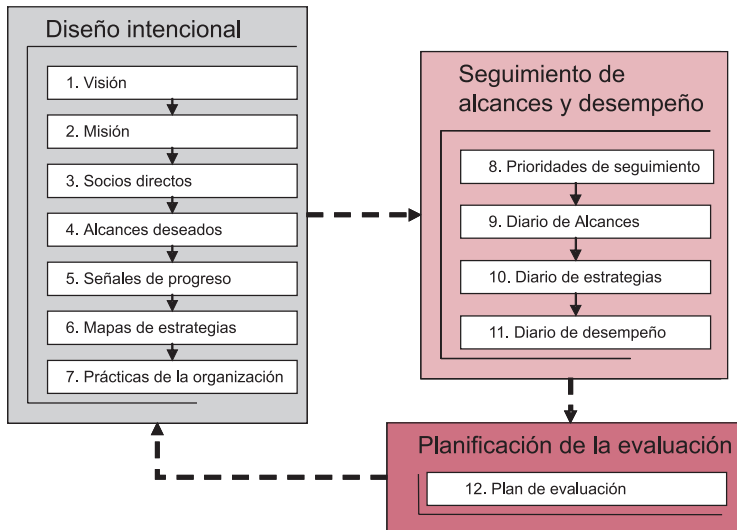 Diseño intencional
1. Visión
2. Misión
3. Socios directos
4. Alcances deseados
5. Señales de progreso
6. Mapas de estrategias
7. Prácticas de la organización
Seguimiento de
alcances y desempeño
8. Prioridades de seguimiento
9. Diario de Alcances
10. Diario de estrategias
11. Diario de desempeño
Planificación de la evaluación
12. Plan de evaluación